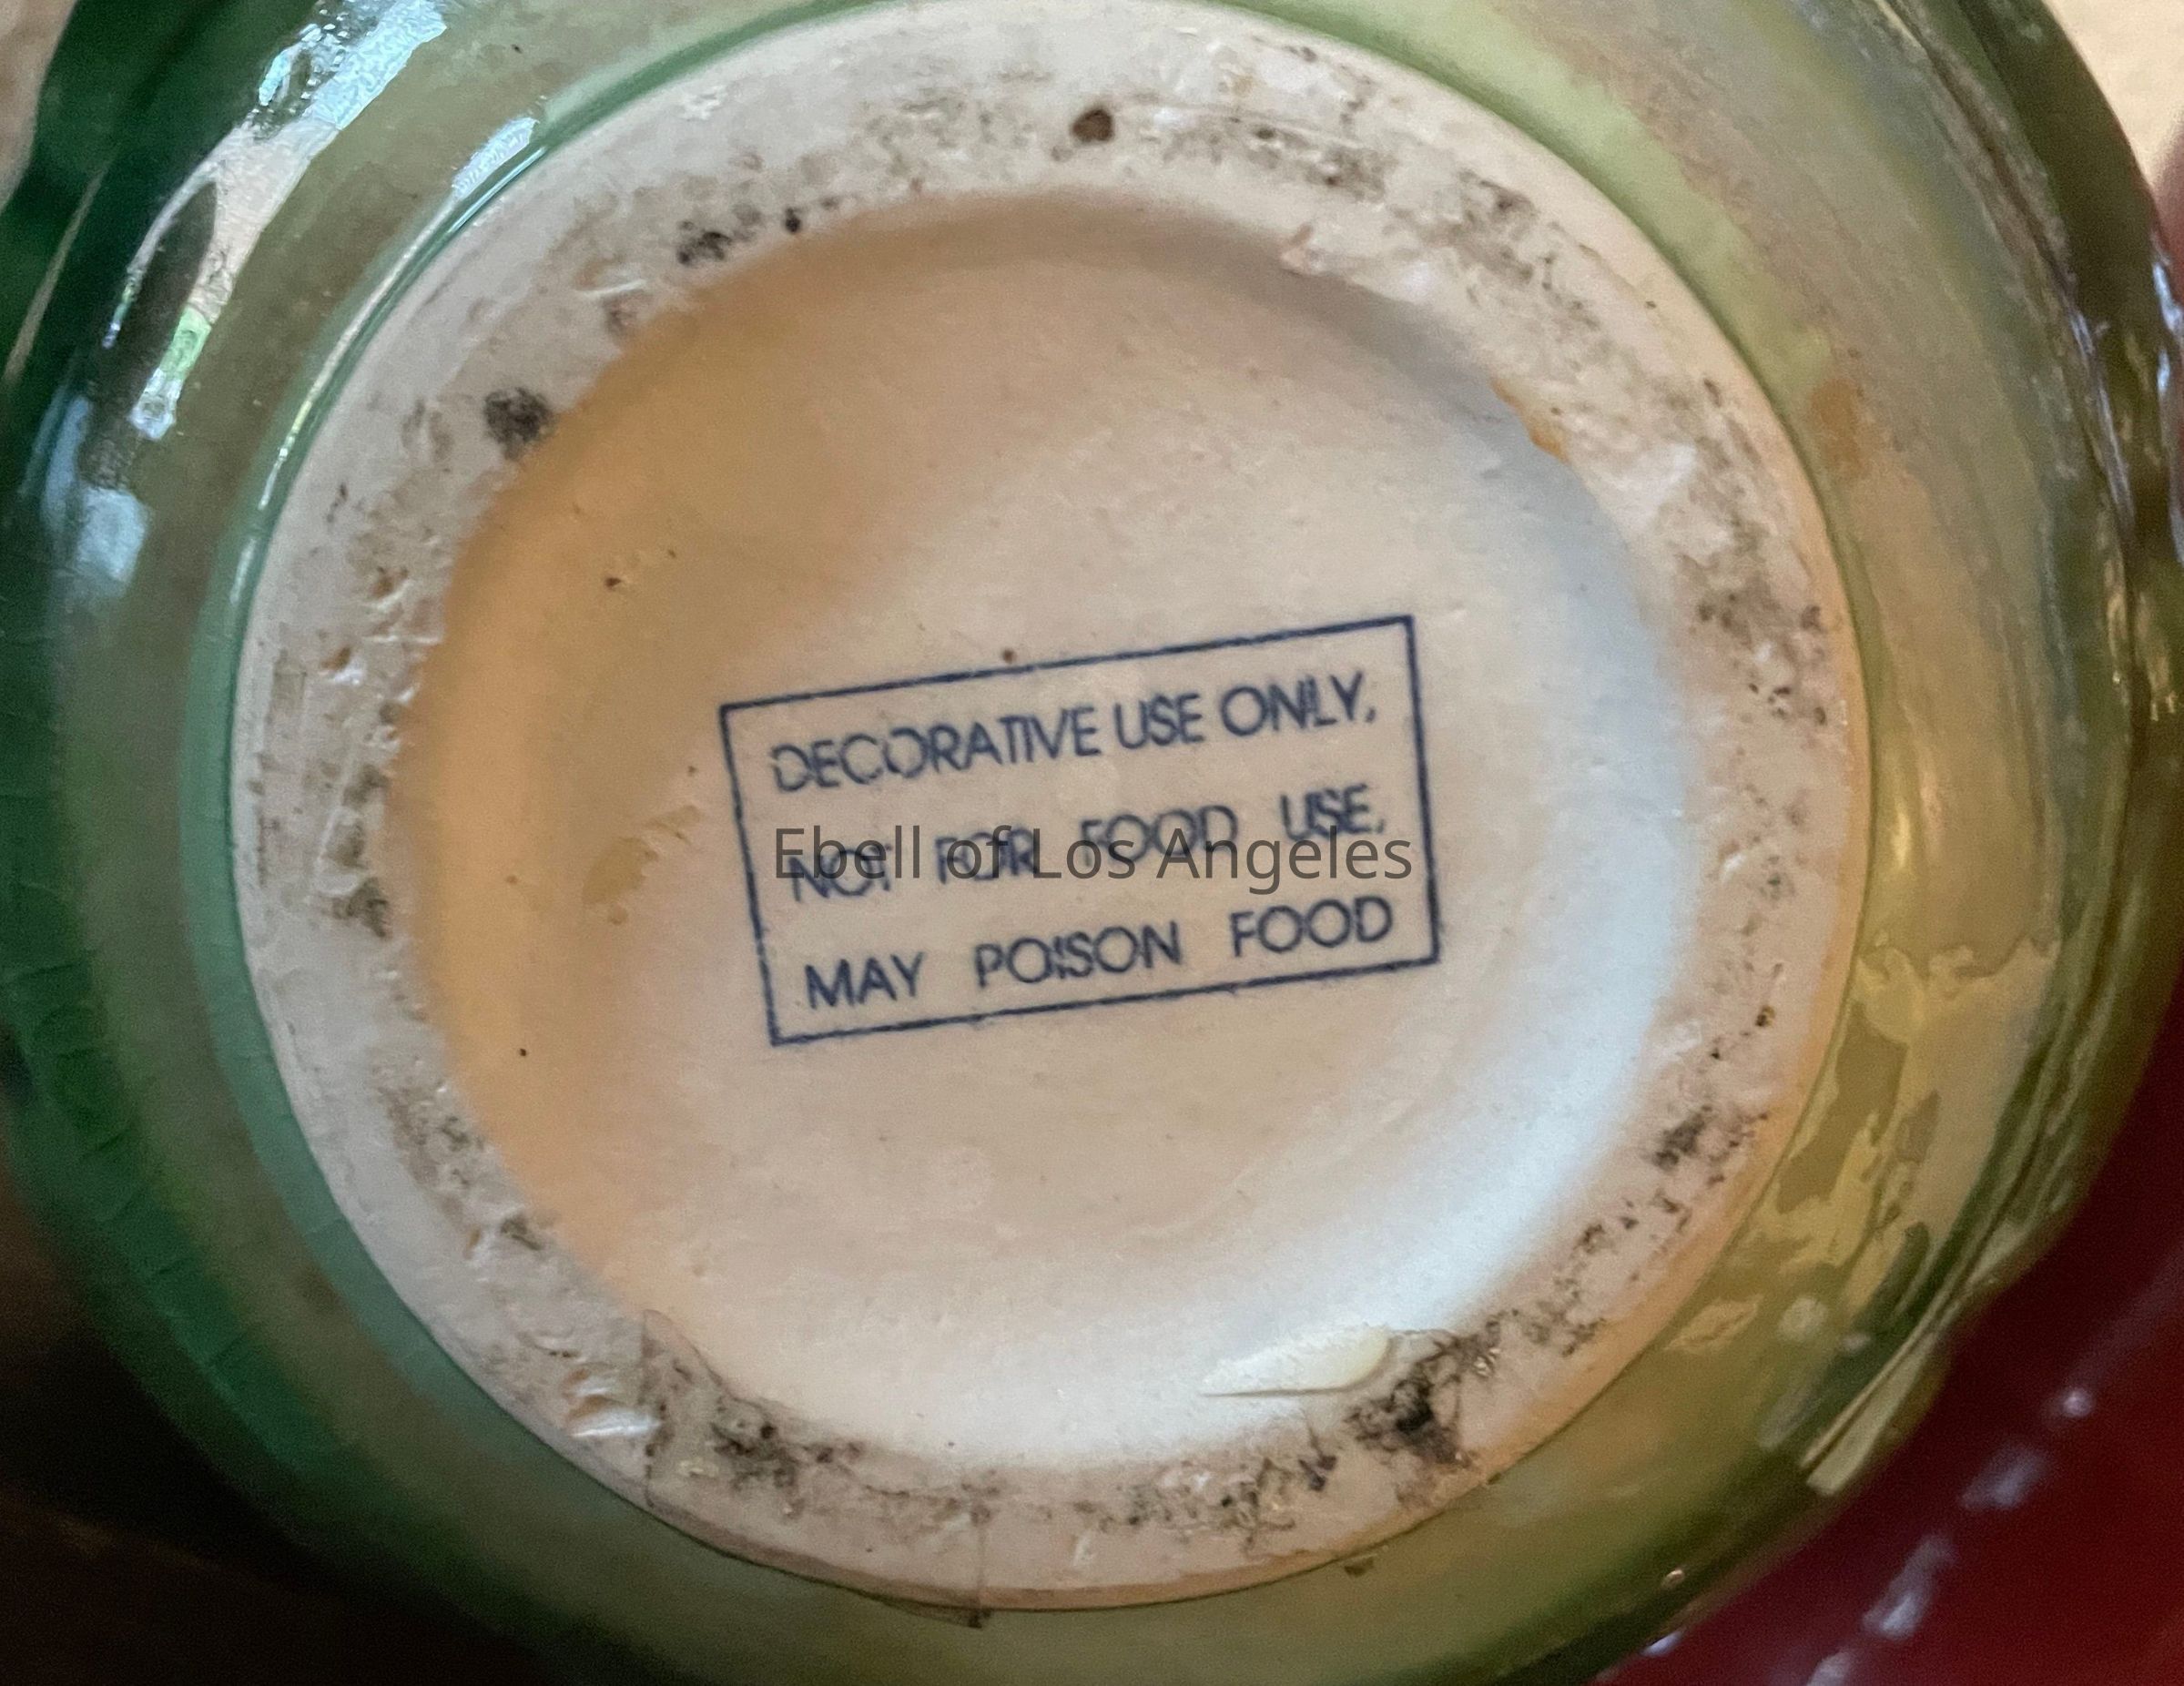 DECORATIVE USE ONLY,
NOT FOR FOOD USE,
Ebell of Los Angeles
MAY POISON FOOD